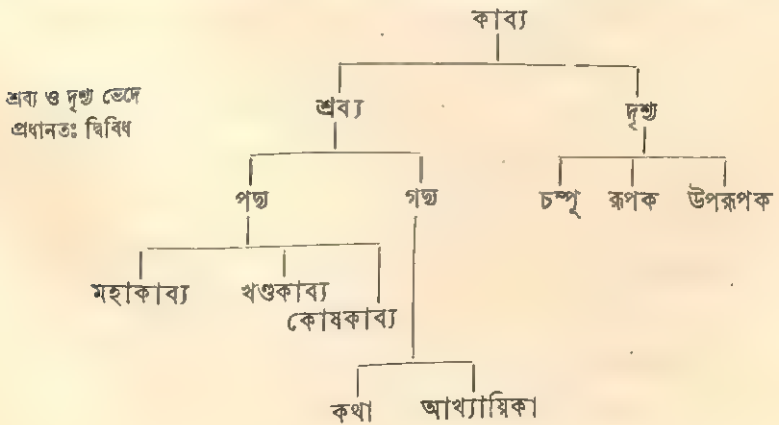 কাব্য
শ্রব্য ও দৃশ্য ভেদে
প্রধানতঃ দ্বিবিধ
শ্রব্য দৃশ্য
পদ্য গদ্য চম্পূ রূপক উপরূপক
মহাকাব্য খণ্ডকাব্য
কোষকাব্য
কথা আখ্যায়িকা